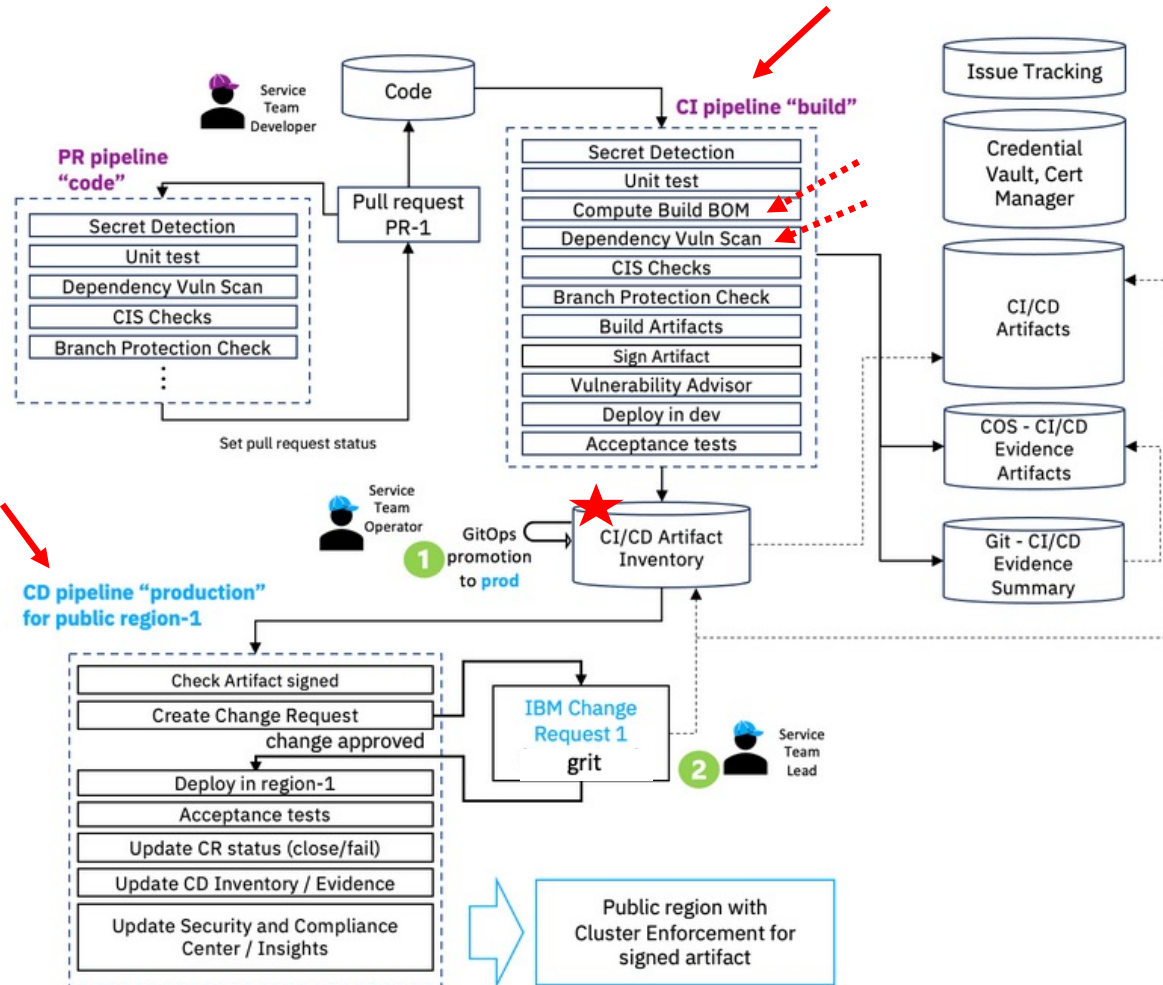 Code
Service
Team
Developer
CI pipeline “build”
Issue Tracking
Credential
Vault, Cert
Manager
CI/CD
Artifacts
COS - CI/CD
Evidence
Artifacts
Git - CI/CD
Evidence
Summary
PR pipeline
“code”
Pull request
PR-1
Secret Detection
Unit test
Dependency Vuln Scan
CIS Checks
Branch Protection Check
Set pull request status
Secret Detection
Unit test
Compute Build BOM
Dependency Vuln Scan
CIS Checks
Branch Protection Check
Build Artifacts
Sign Artifact
Vulnerability Advisor
Deploy in dev
Acceptance tests
Service
Team
Operator
1
GitOps
promotion
to prod
CI/CD Artifact
Inventory
CD pipeline “production”
for public region-1
Check Artifact signed
Create Change Request
change approved
Deploy in region-1
Acceptance tests
Update CR status (close/fail)
Update CD Inventory / Evidence
Update Security and Compliance
Center / Insights
IBM Change
Request 1
grit
2
Service
Team
Lead
Public region with
Cluster Enforcement for
signed artifact